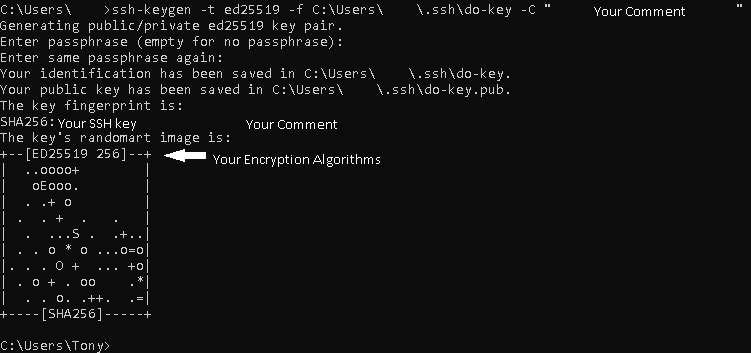 C:\Users\    >ssh-keygen -t ed25519 -f C:\Users\    \.ssh\do-key -C "    Your Comment    "
Generating public/private ed25519 key pair.
Enter passphrase (empty for no passphrase):
Enter same passphrase again:
Your identification has been saved in C:\Users\    \.ssh\do-key.
Your public key has been saved in C:\Users\    \.ssh\do-key.pub.
The key fingerprint is:
SHA256:Your SSH key    Your Comment
The key's randomart image is:
+--[ED25519 256]--+ Your Encryption Algorithms
|  ..oooo+        |
|   oEooo.        |
|  . .+ o         |
| .  . +  .   .   |
|  .  ...S .  .+..|
| . . o * o ...o=o|
|. . . O +  ... +o|
| . o + . oo    .*|
|  . . o. .++.  .=|
+----[SHA256]-----+
C:\Users\Tony>